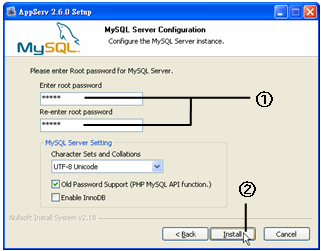 AppServ 2.6.0 Setup
MySQL
MySQL Server Configuration
Configure the MySQL Server instance.
Please enter Root password for MySQL Server.
Enter root password
*****
①
Re-enter root password
*****
MySQL Server Setting
Character Sets and Collations
UTF-8 Unicode
Old Password Support (PHP MySQL API function.)
Enable InnoDB
②
Nullsoft Install System v2.18
< Back
Install
Cancel